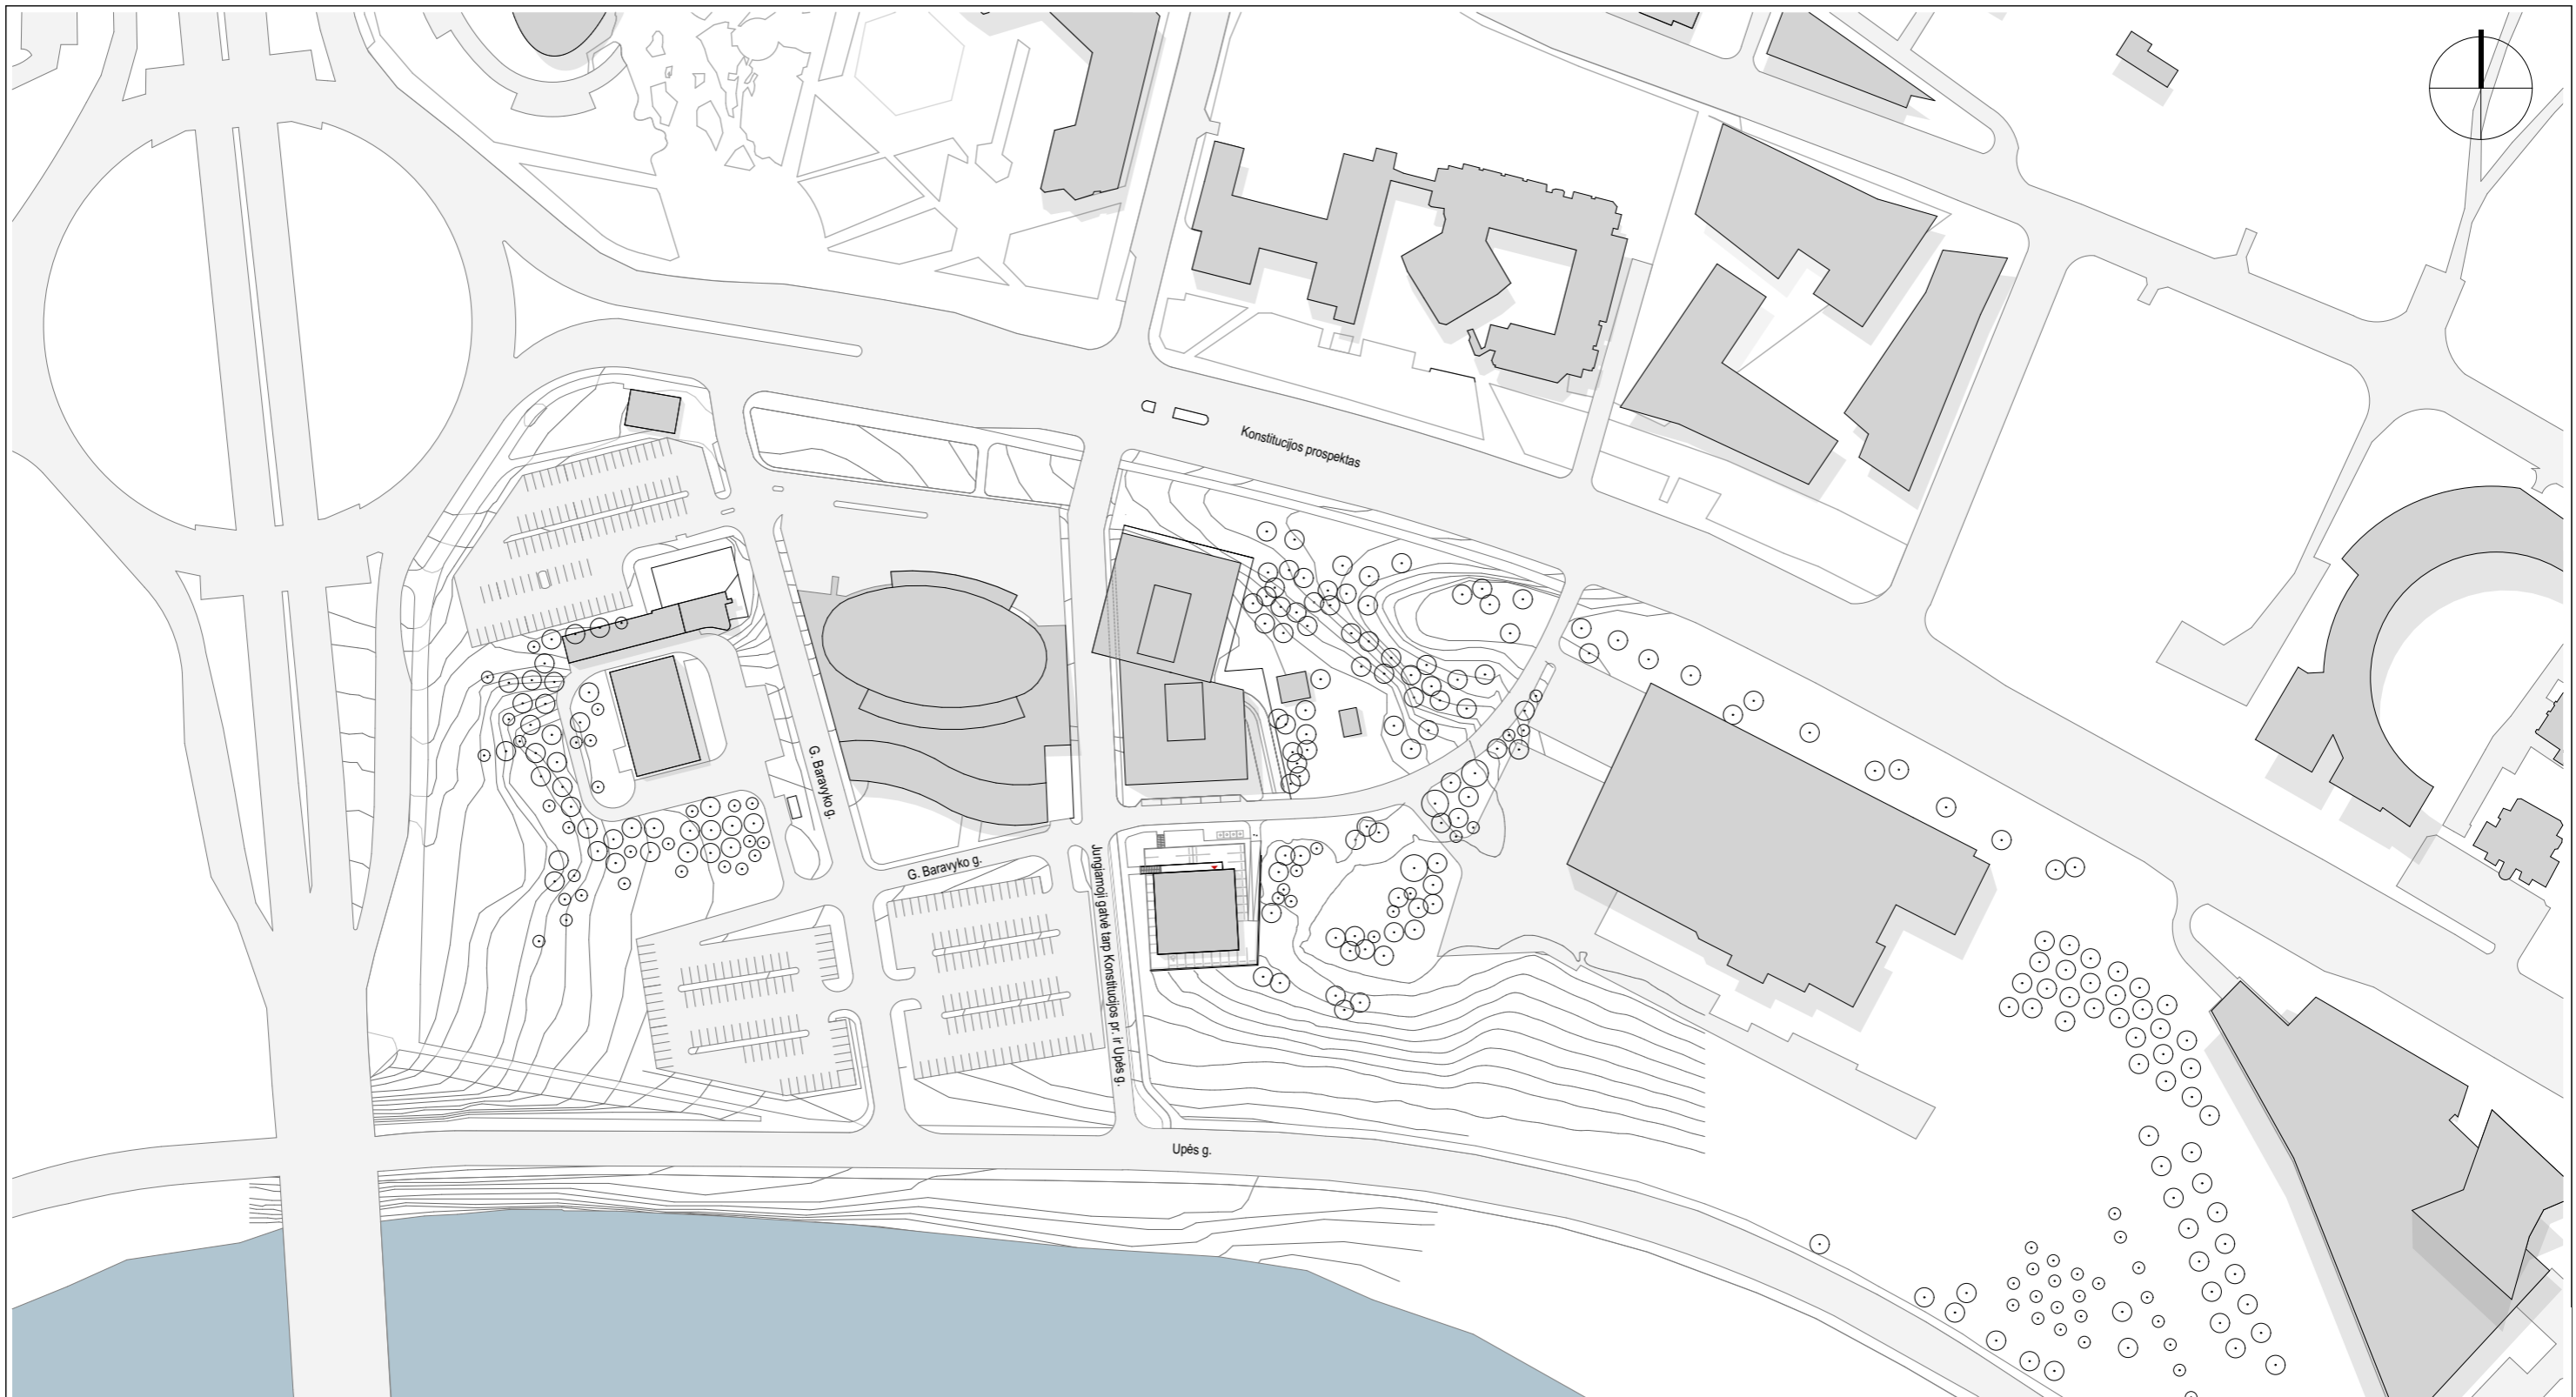 Konstitucijos prospektas
G. Baravyko g.
G. Baravyko g.
Jungiamoji gatvė tarp Konstitucijos pr. ir Upės g.
Upės g.